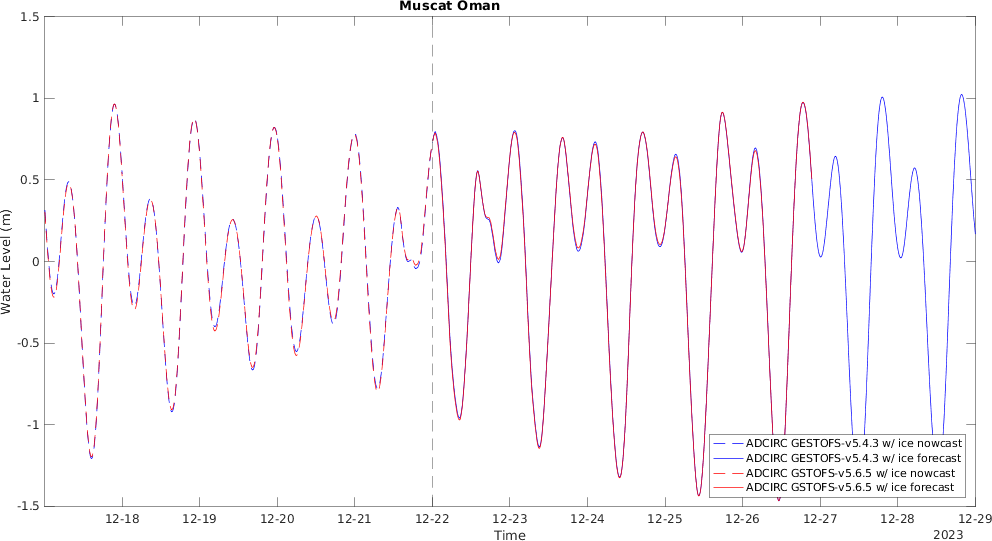 Muscat Oman
1.5
1
0.5
0
-0.5
-1
-1.5
Water Level (m)
ADCIRC GESTOFS-v5.4.3 w/ ice nowcast
ADCIRC GESTOFS-v5.4.3 w/ ice forecast
ADCIRC GSTOFS-v5.6.5 w/ ice nowcast
ADCIRC GSTOFS-v5.6.5 w/ ice forecast
12-18 12-19 12-20 12-21 12-22 12-23 12-24 12-25 12-26 12-27 12-28 12-29
Time
2023